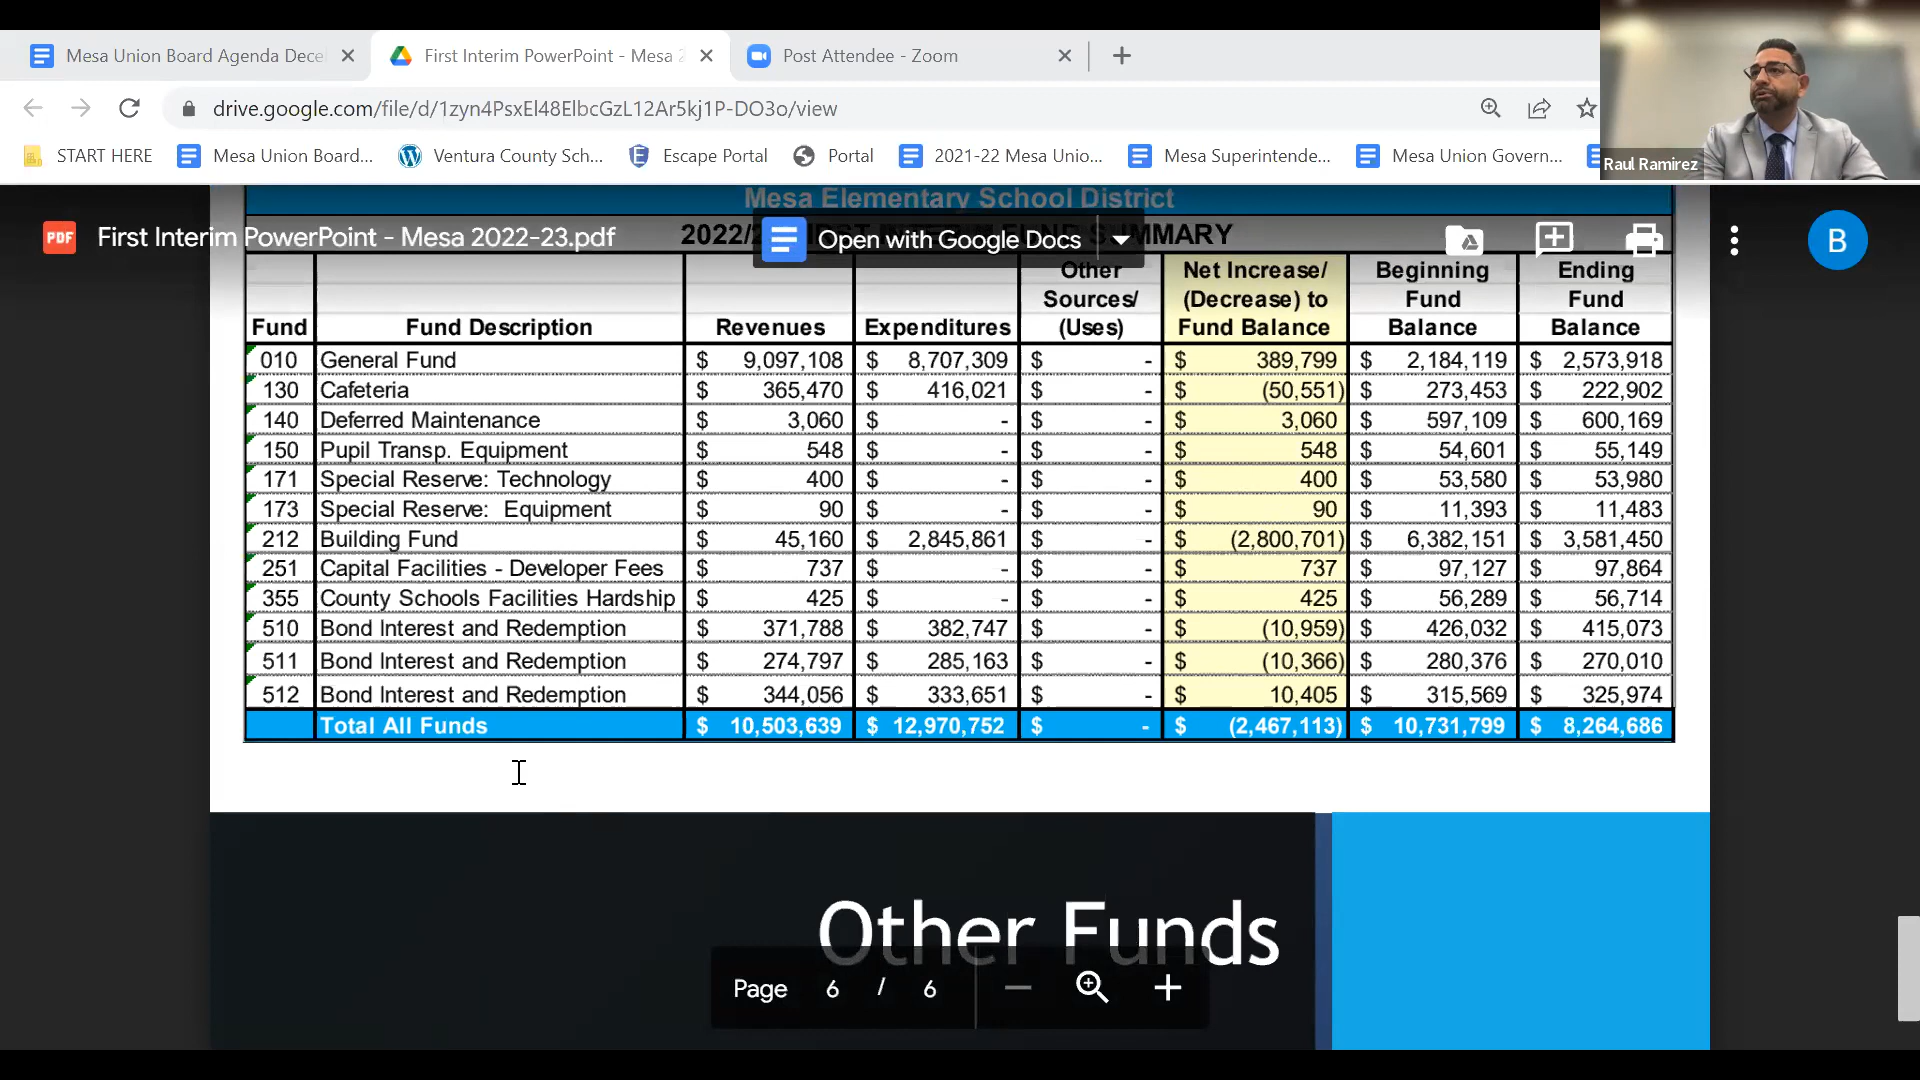 Mesa Union Board Agenda Dece
First Interim PowerPoint - Mesa 2
Post Attendee - Zoom
drive.google.com/file/d/1zyn4PsxEl48ElbcGzL12Ar5kj1P-DO3o/view
START HERE
Mesa Union Board...
Ventura County Sch...
Escape Portal
Portal
2021-22 Mesa Unio...
Mesa Superintende...
Mesa Union Govern...
Raul Ramirez
Mesa Elementary School District
PDF First Interim PowerPoint - Mesa 2022-23.pdf
Open with Google Docs
B
Fund Fund Description Revenues Expenditures Other Sources/ (Uses) Net Increase/ (Decrease) to Fund Balance Beginning Fund Balance Ending Fund Balance
010 General Fund $ 9,097,108 $ 8,707,309 $ - $ 389,799 $ 2,184,119 $ 2,573,918
130 Cafeteria $ 365,470 $ 416,021 $ - $ (50,551) $ 273,453 $ 222,902
140 Deferred Maintenance $ 3,060 $ - $ - $ 3,060 $ 597,109 $ 600,169
150 Pupil Transp. Equipment $ 548 $ - $ - $ 548 $ 54,601 $ 55,149
171 Special Reserve: Technology $ 400 $ - $ - $ 400 $ 53,580 $ 53,980
173 Special Reserve: Equipment $ 90 $ - $ - $ 90 $ 11,393 $ 11,483
212 Building Fund $ 45,160 $ 2,845,861 $ - $ (2,800,701) $ 6,382,151 $ 3,581,450
251 Capital Facilities - Developer Fees $ 737 $ - $ - $ 737 $ 97,127 $ 97,864
355 County Schools Facilities Hardship $ 425 $ - $ - $ 425 $ 56,289 $ 56,714
510 Bond Interest and Redemption $ 371,788 $ 382,747 $ - $ (10,959) $ 426,032 $ 415,073
511 Bond Interest and Redemption $ 274,797 $ 285,163 $ - $ (10,366) $ 280,376 $ 270,010
512 Bond Interest and Redemption $ 344,056 $ 333,651 $ - $ 10,405 $ 315,569 $ 325,974
Total All Funds $ 10,503,639 $ 12,970,752 $ - $ (2,467,113) $ 10,731,799 $ 8,264,686
Other Funds
Page 6 / 6